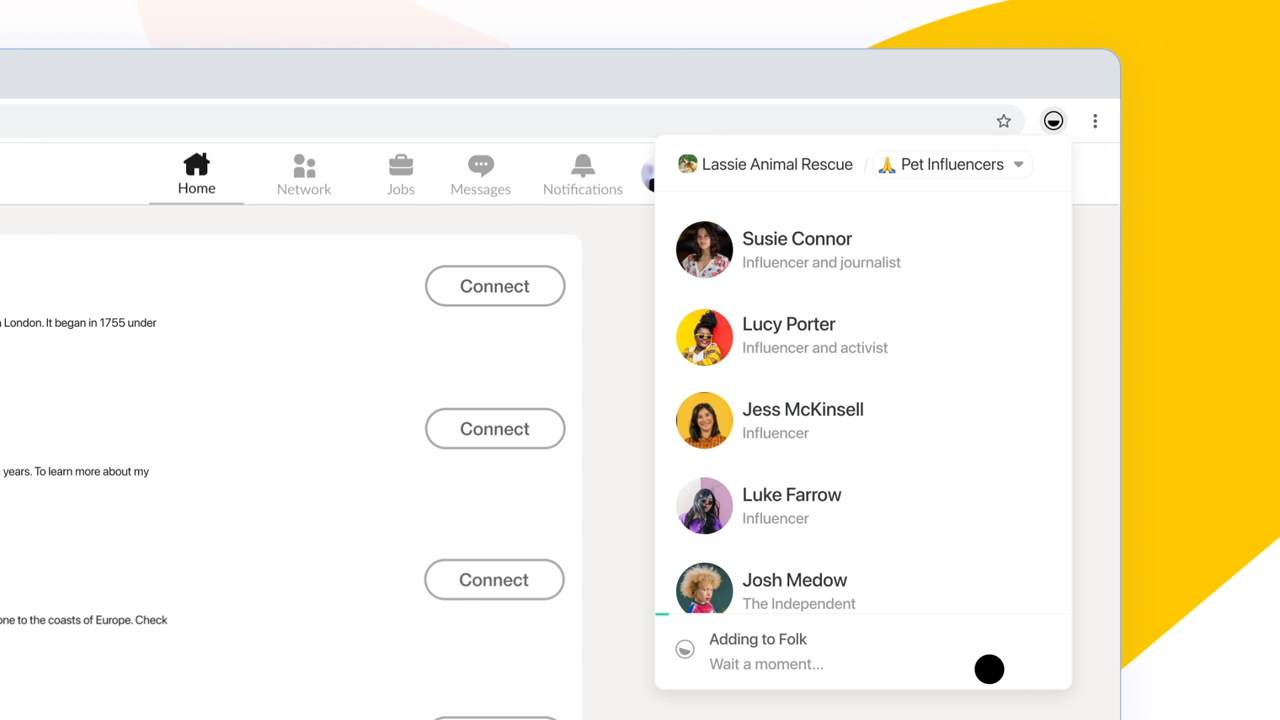 Home
Network
Jobs
Messages
Notifications
Lassie Animal Rescue / 🙏 Pet Influencers
Connect
London. It began in 1755 under
Connect
years. To learn more about my
Connect
one to the coasts of Europe. Check
Susie Connor
Influencer and journalist
Lucy Porter
Influencer and activist
Jess McKinsell
Influencer
Luke Farrow
Influencer
Josh Medow
The Independent
Adding to Folk
Wait a moment...